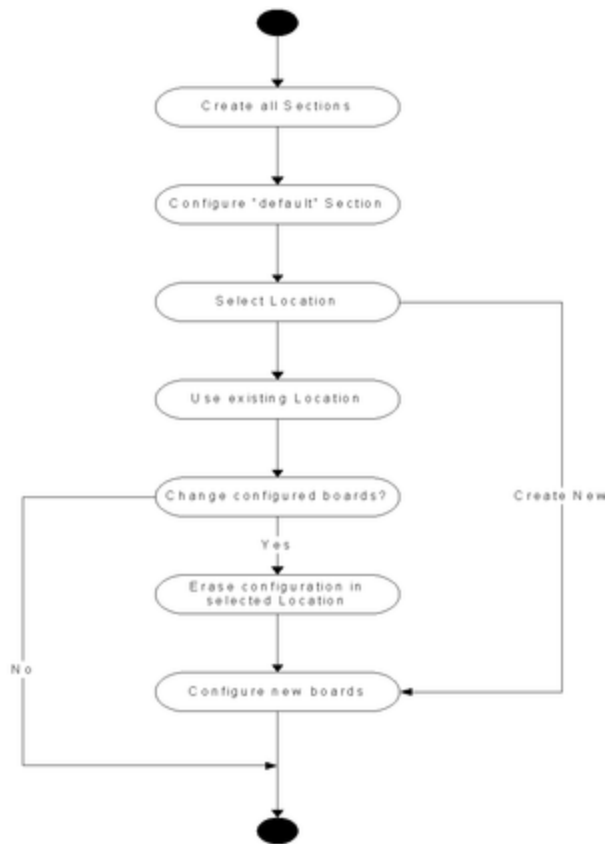 Create all Sections
Configure "default" Section
Select Location
Use existing Location
Change configured boards?
Create New
Yes
Erase configuration in
selected Location
No
Configure new boards